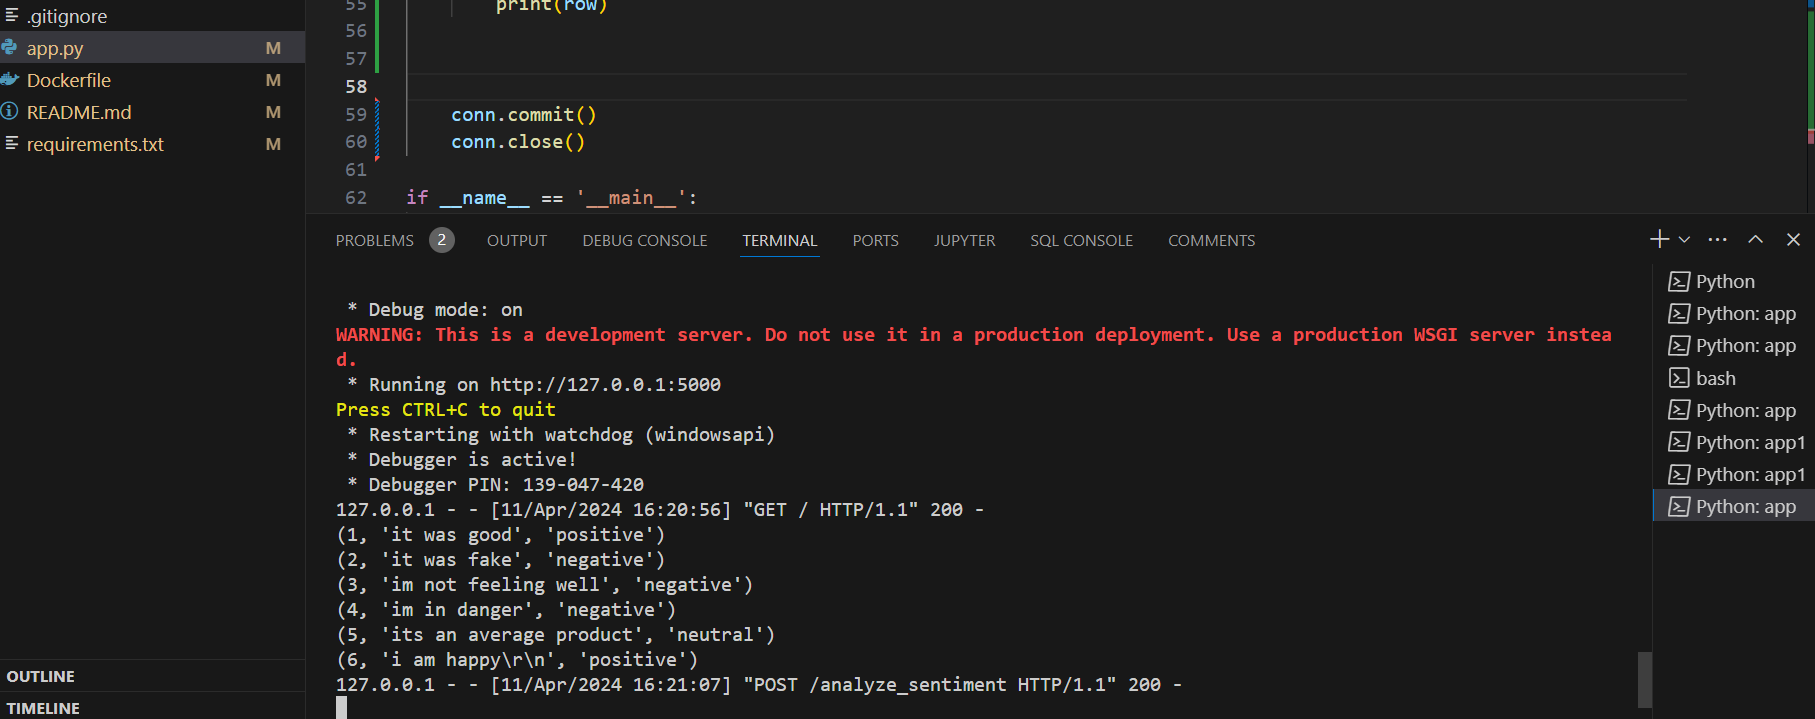 .gitignore
app.py M
Dockerfile M
README.md M
requirements.txt M
OUTLINE
TIMELINE
55 print(row)
56
57
58
59 conn.commit()
60 conn.close()
61
62 if __name__ == '__main__':
PROBLEMS 2 OUTPUT DEBUG CONSOLE TERMINAL PORTS JUPYTER SQL CONSOLE COMMENTS
* Debug mode: on
WARNING: This is a development server. Do not use it in a production deployment. Use a production WSGI server instea
d.
* Running on http://127.0.0.1:5000
Press CTRL+C to quit
* Restarting with watchdog (windowsapi)
* Debugger is active!
* Debugger PIN: 139-047-420
127.0.0.1 - - [11/Apr/2024 16:20:56] "GET / HTTP/1.1" 200 -
(1, 'it was good', 'positive')
(2, 'it was fake', 'negative')
(3, 'im not feeling well', 'negative')
(4, 'im in danger', 'negative')
(5, 'its an average product', 'neutral')
(6, 'i am happy\r\n', 'positive')
127.0.0.1 - - [11/Apr/2024 16:21:07] "POST /analyze_sentiment HTTP/1.1" 200 -
Python
Python: app
Python: app
bash
Python: app
Python: app1
Python: app1
Python: app